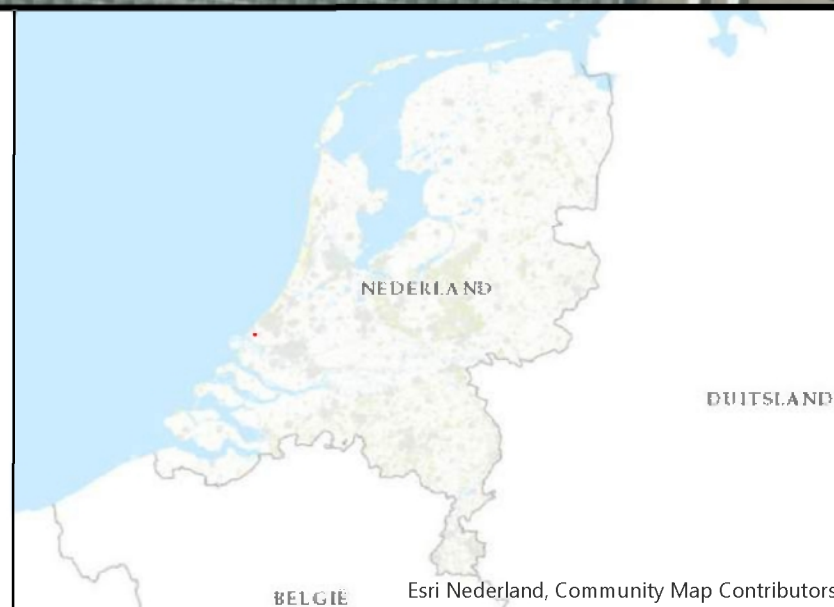 NEDERLAND
DUITSLAND
BELGIE
Esri Nederland, Community Map Contributors